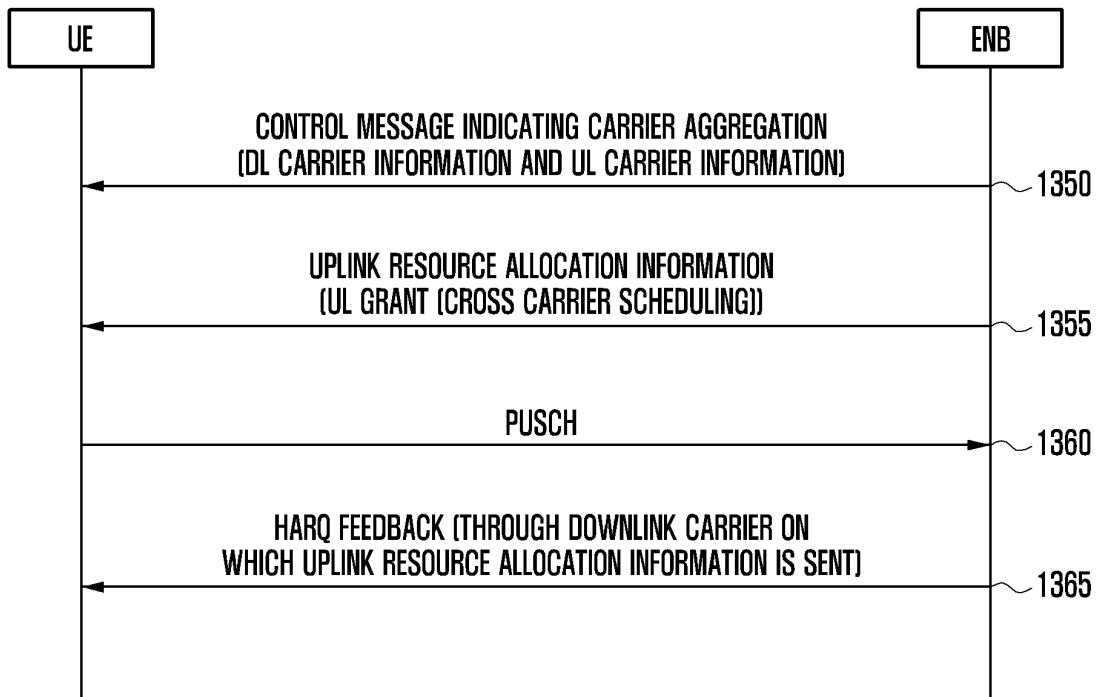 UE
ENB
CONTROL MESSAGE INDICATING CARRIER AGGREGATION
(DL CARRIER INFORMATION AND UL CARRIER INFORMATION)
1350
UPLINK RESOURCE ALLOCATION INFORMATION
(UL GRANT (CROSS CARRIER SCHEDULING))
1355
PUSCH
1360
HARQ FEEDBACK (THROUGH DOWNLINK CARRIER ON
WHICH UPLINK RESOURCE ALLOCATION INFORMATION IS SENT)
1365